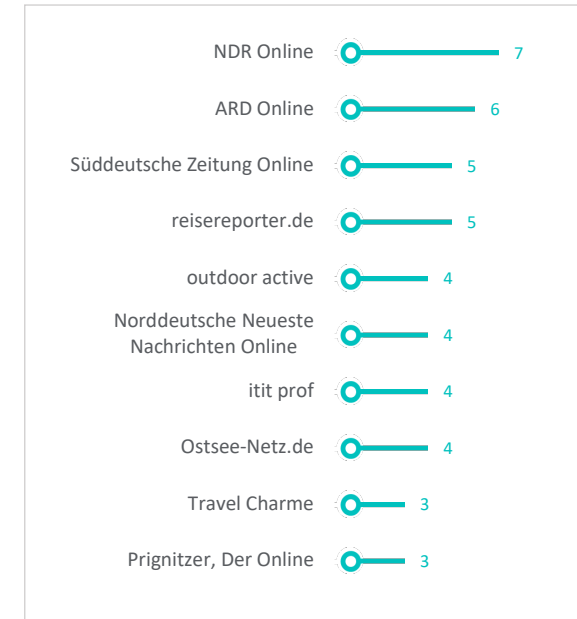 NDR Online 7
ARD Online 6
Süddeutsche Zeitung Online 5
reisereporter.de 5
outdoor active 4
Norddeutsche Neueste
Nachrichten Online 4
itit prof 4
Ostsee-Netz.de 4
Travel Charme 3
Prignitzer, Der Online 3